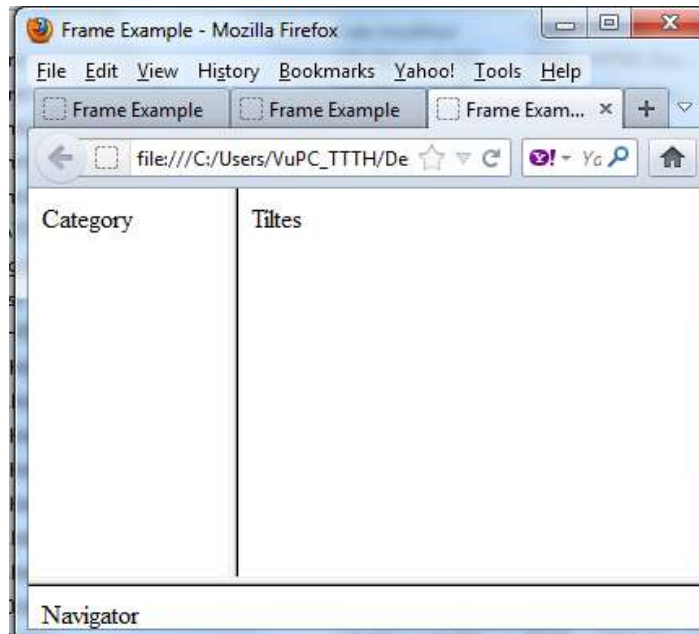 Frame Example - Mozilla Firefox
File Edit View History Bookmarks Yahoo! Tools Help
Frame Example Frame Example Frame Exam... × +
file:///C:/Users/VuPC_TTTH/De Y! Ya
Category
Tiltes
Navigator